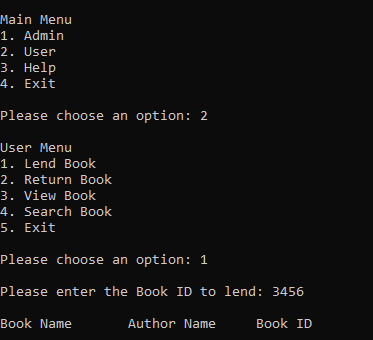 Main Menu
1. Admin
2. User
3. Help
4. Exit
Please choose an option: 2
User Menu
1. Lend Book
2. Return Book
3. View Book
4. Search Book
5. Exit
Please choose an option: 1
Please enter the Book ID to lend: 3456
Book Name Author Name Book ID